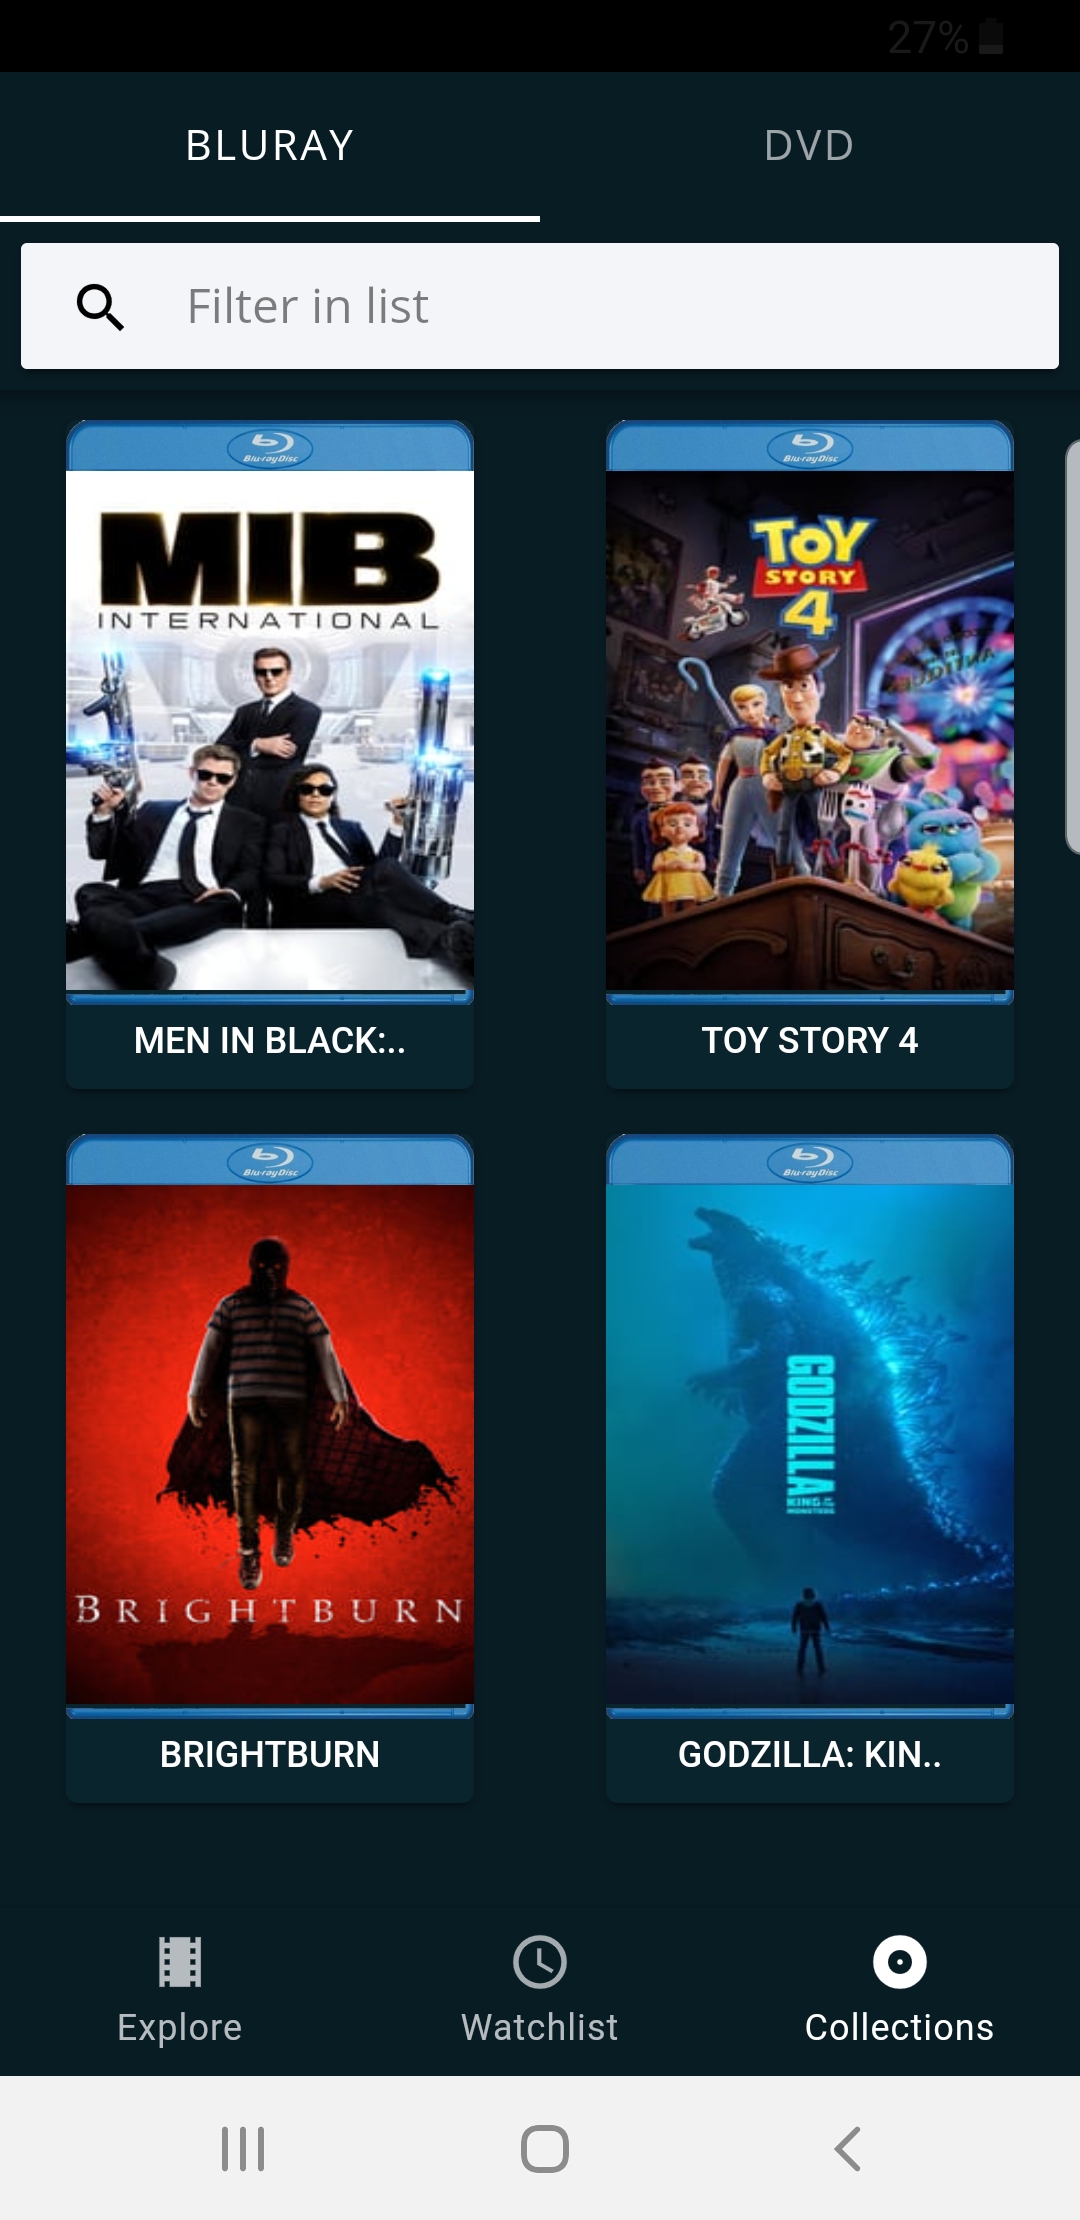 27%
BLURAY DVD
Filter in list
Blu-ray Disc
Blu-ray Disc
MIB
INTERNATIONAL
TOY
STORY
4
MEN IN BLACK:..
TOY STORY 4
Blu-ray Disc
Blu-ray Disc
GODZILLA
KING OF THE
MONSTERS
BRIGHTBURN
BRIGHTBURN
GODZILLA: KIN..
Explore Watchlist Collections